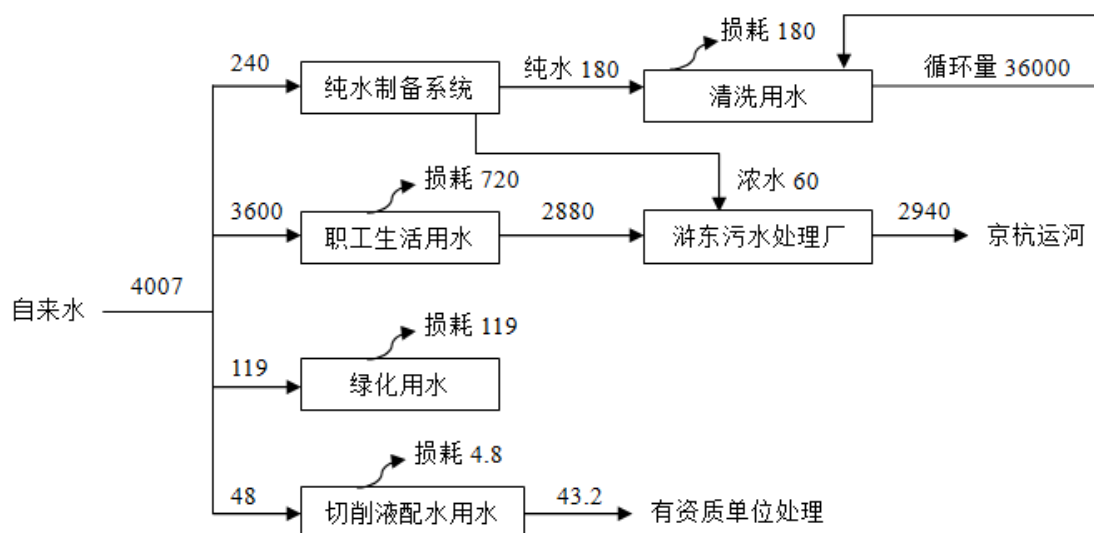 损耗 180
240
纯水制备系统
纯水 180
清洗用水
循环量 36000
损耗 720
浓水 60
3600
职工生活用水
2880
浒东污水处理厂
2940
京杭运河
自来水
4007
损耗 119
119
绿化用水
损耗 4.8
48
切削液配水用水
43.2
有资质单位处理